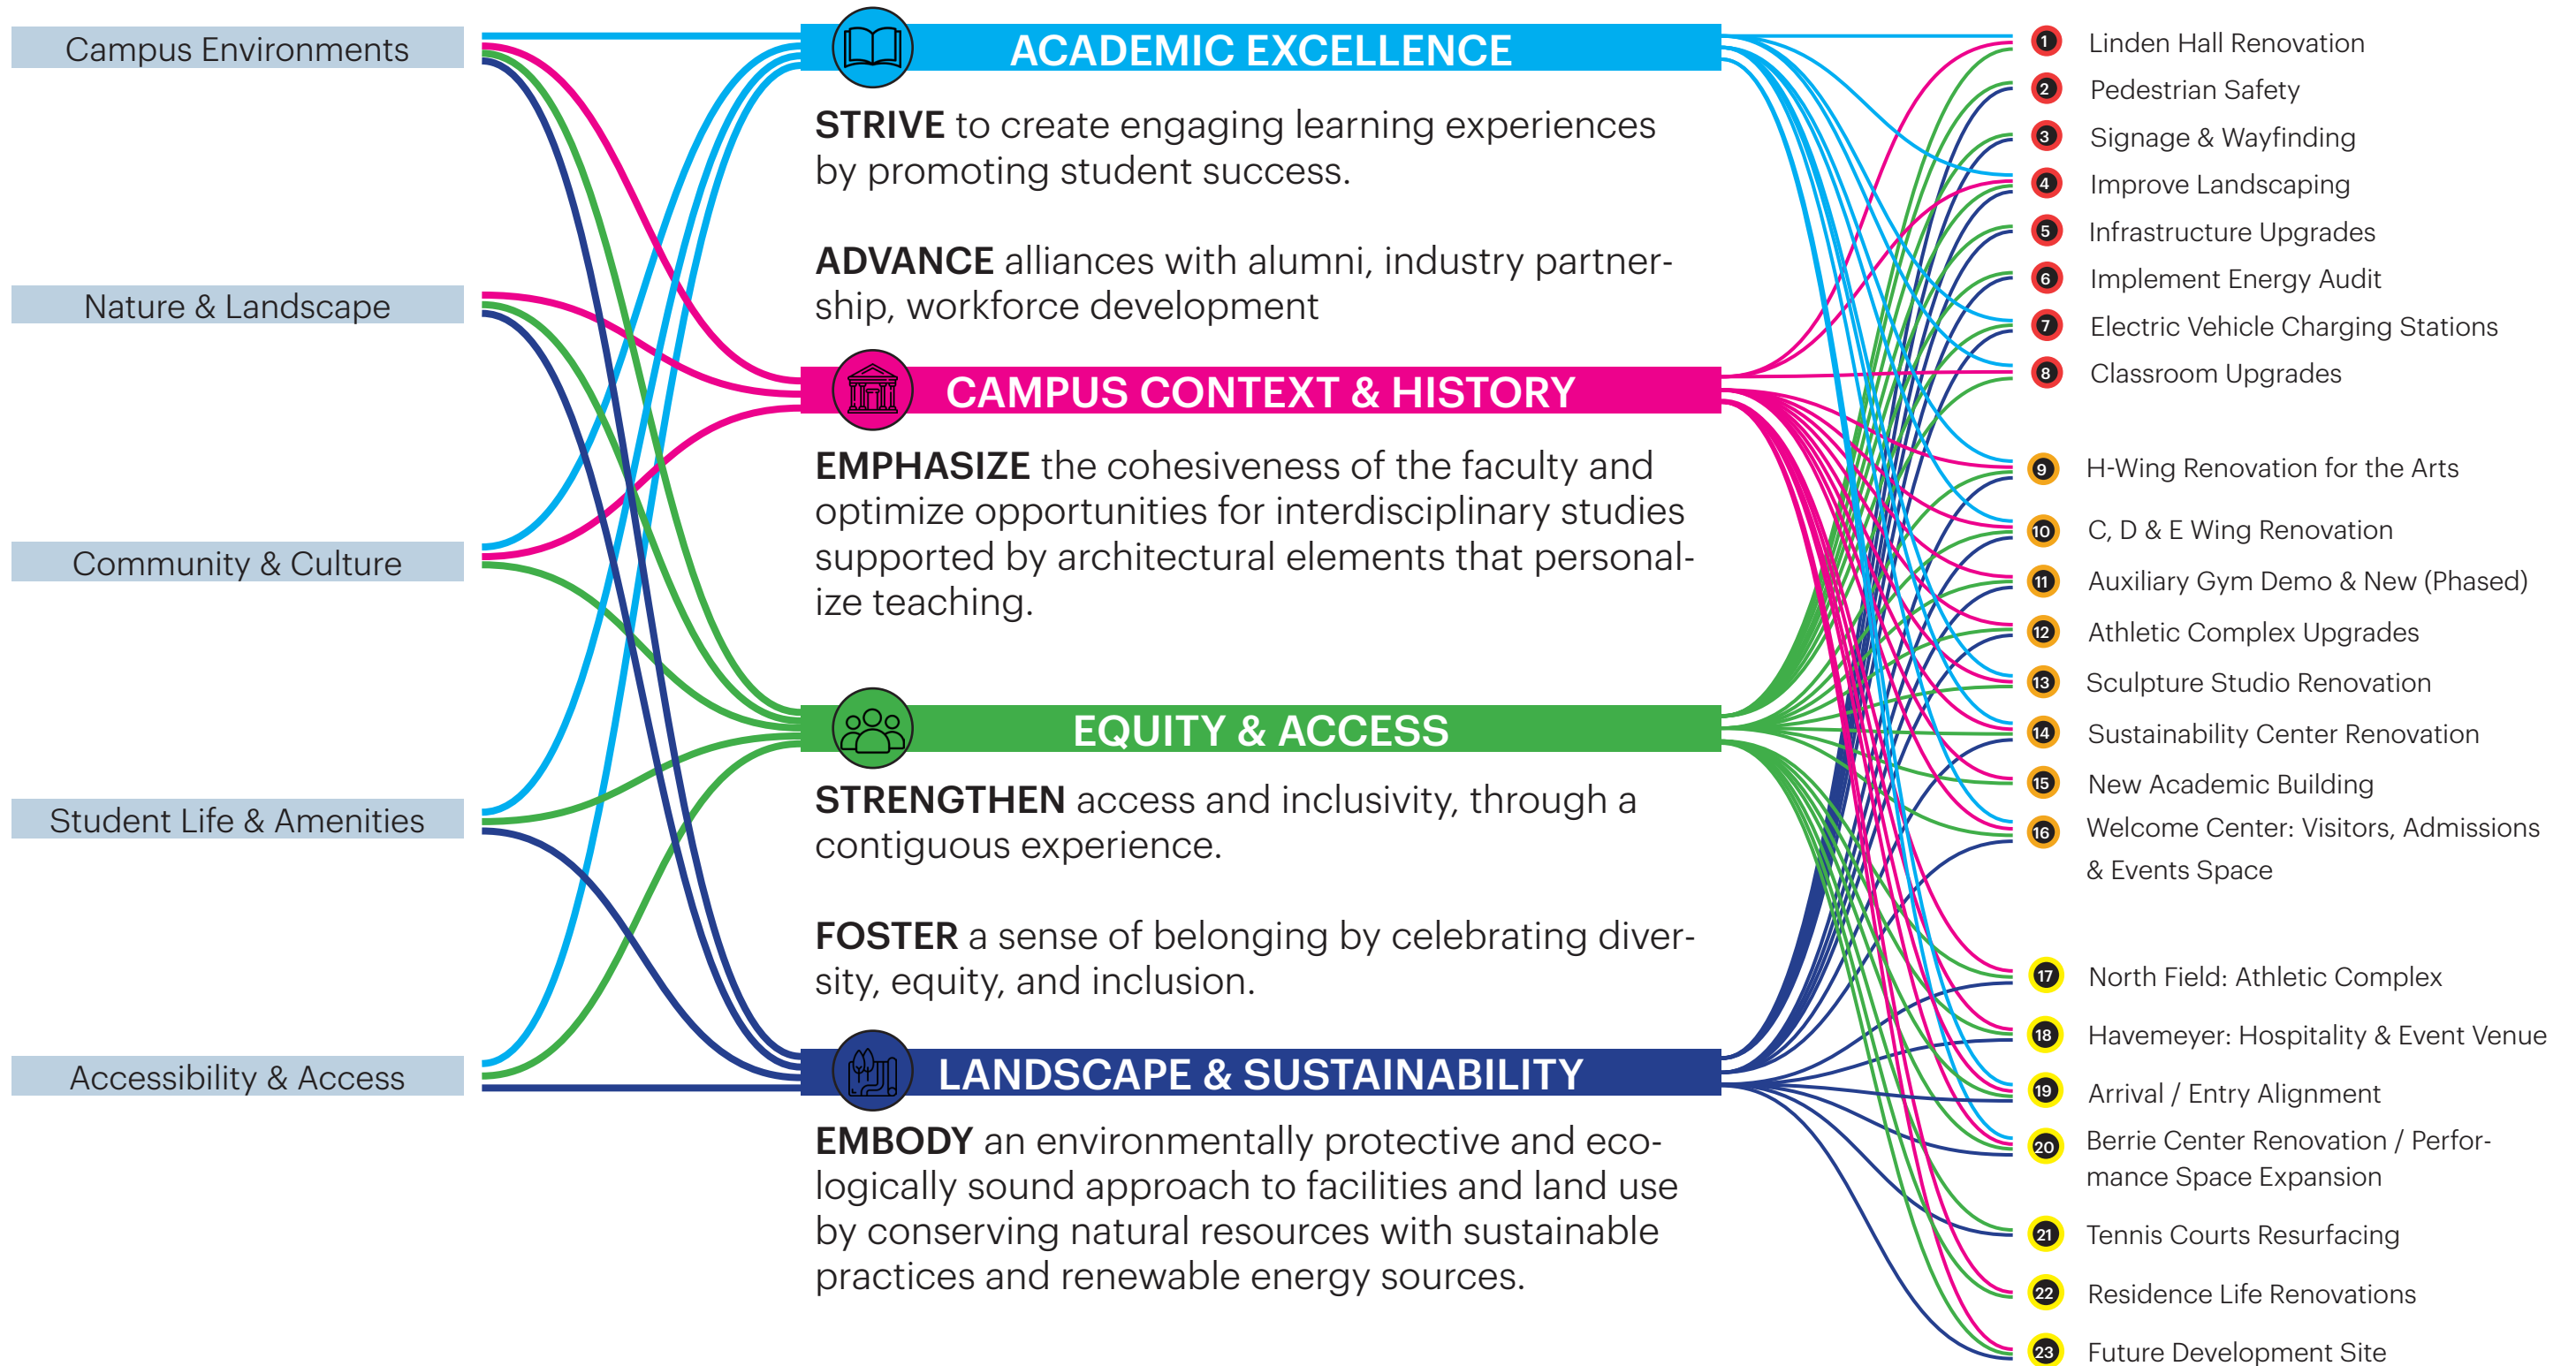 Campus Environments
Nature & Landscape
Community & Culture
Student Life & Amenities
Accessibility & Access
ACADEMIC EXCELLENCE
STRIVE to create engaging learning experiences
by promoting student success.
ADVANCE alliances with alumni, industry partner-
ship, workforce development
CAMPUS CONTEXT & HISTORY
EMPHASIZE the cohesiveness of the faculty and
optimize opportunities for interdisciplinary studies
supported by architectural elements that personal-
ize teaching.
EQUITY & ACCESS
STRENGTHEN access and inclusivity, through a
contiguous experience.
FOSTER a sense of belonging by celebrating diver-
sity, equity, and inclusion.
LANDSCAPE & SUSTAINABILITY
EMBODY an environmentally protective and eco-
logically sound approach to facilities and land use
by conserving natural resources with sustainable
practices and renewable energy sources.
1 Linden Hall Renovation
2 Pedestrian Safety
3 Signage & Wayfinding
4 Improve Landscaping
5 Infrastructure Upgrades
6 Implement Energy Audit
7 Electric Vehicle Charging Stations
8 Classroom Upgrades
9 H-Wing Renovation for the Arts
10 C, D & E Wing Renovation
11 Auxiliary Gym Demo & New (Phased)
12 Athletic Complex Upgrades
13 Sculpture Studio Renovation
14 Sustainability Center Renovation
15 New Academic Building
16 Welcome Center: Visitors, Admissions
& Events Space
17 North Field: Athletic Complex
18 Havemeyer: Hospitality & Event Venue
19 Arrival / Entry Alignment
20 Berrie Center Renovation / Perfor-
mance Space Expansion
21 Tennis Courts Resurfacing
22 Residence Life Renovations
23 Future Development Site